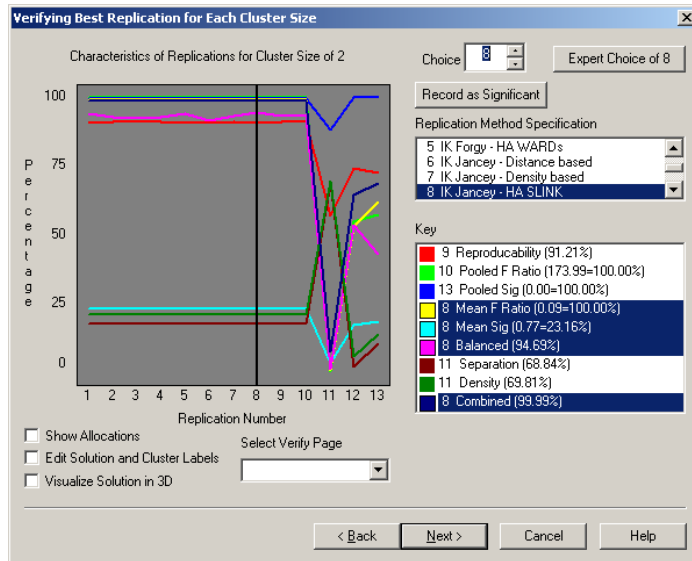 Verifying Best Replication for Each Cluster Size
Characteristics of Replications for Cluster Size of 2
Choice 8
Expert Choice of 8
Record as Significant
Replication Method Specification
5 IK Forgy - HA WARDs
6 IK Jancey - Distance based
7 IK Jancey - Density based
8 IK Jancey - HA SLINK
Key
9 Reproducability (91.21%)
10 Pooled F Ratio (173.99=100.00%)
13 Pooled Sig (0.00=100.00%)
8 Mean F Ratio (0.09=100.00%)
8 Mean Sig (0.77=23.16%)
8 Balanced (94.69%)
11 Separation (68.84%)
11 Density (69.81%)
8 Combined (99.99%)
Percentage
100
75
50
25
0
1 2 3 4 5 6 7 8 9 10 11 12 13
Replication Number
Show Allocations
Edit Solution and Cluster Labels
Visualize Solution in 3D
Select Verify Page
< Back
Next >
Cancel
Help